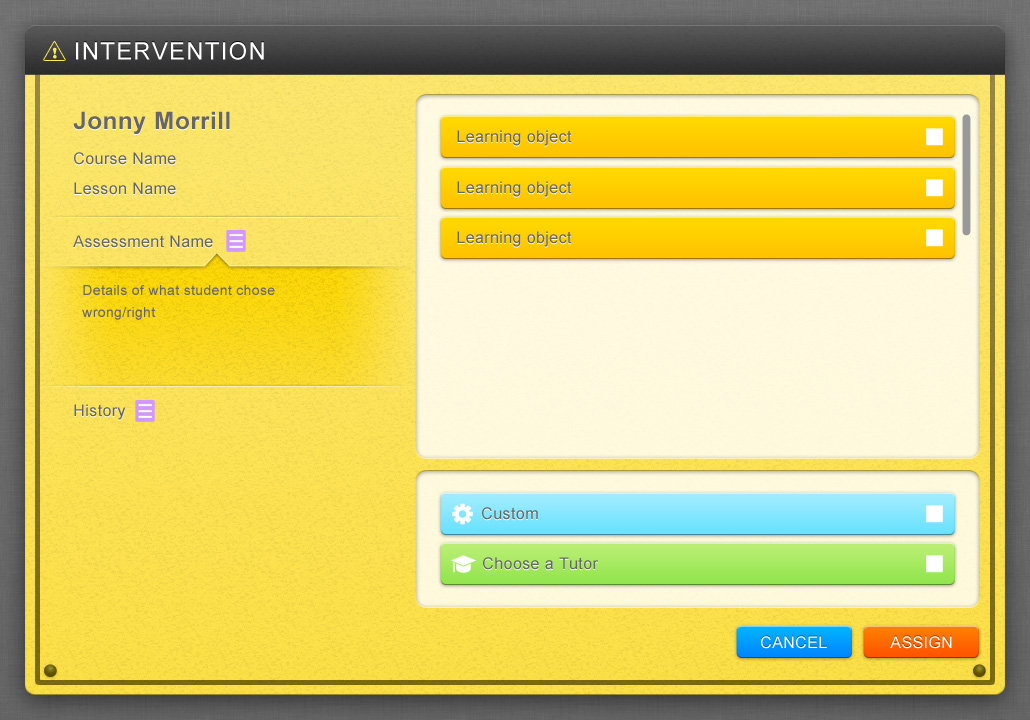 INTERVENTION
Jonny Morrill
Course Name
Lesson Name
Assessment Name
Details of what student chose
wrong/right
History
Learning object
Learning object
Learning object
Custom
Choose a Tutor
CANCEL
ASSIGN